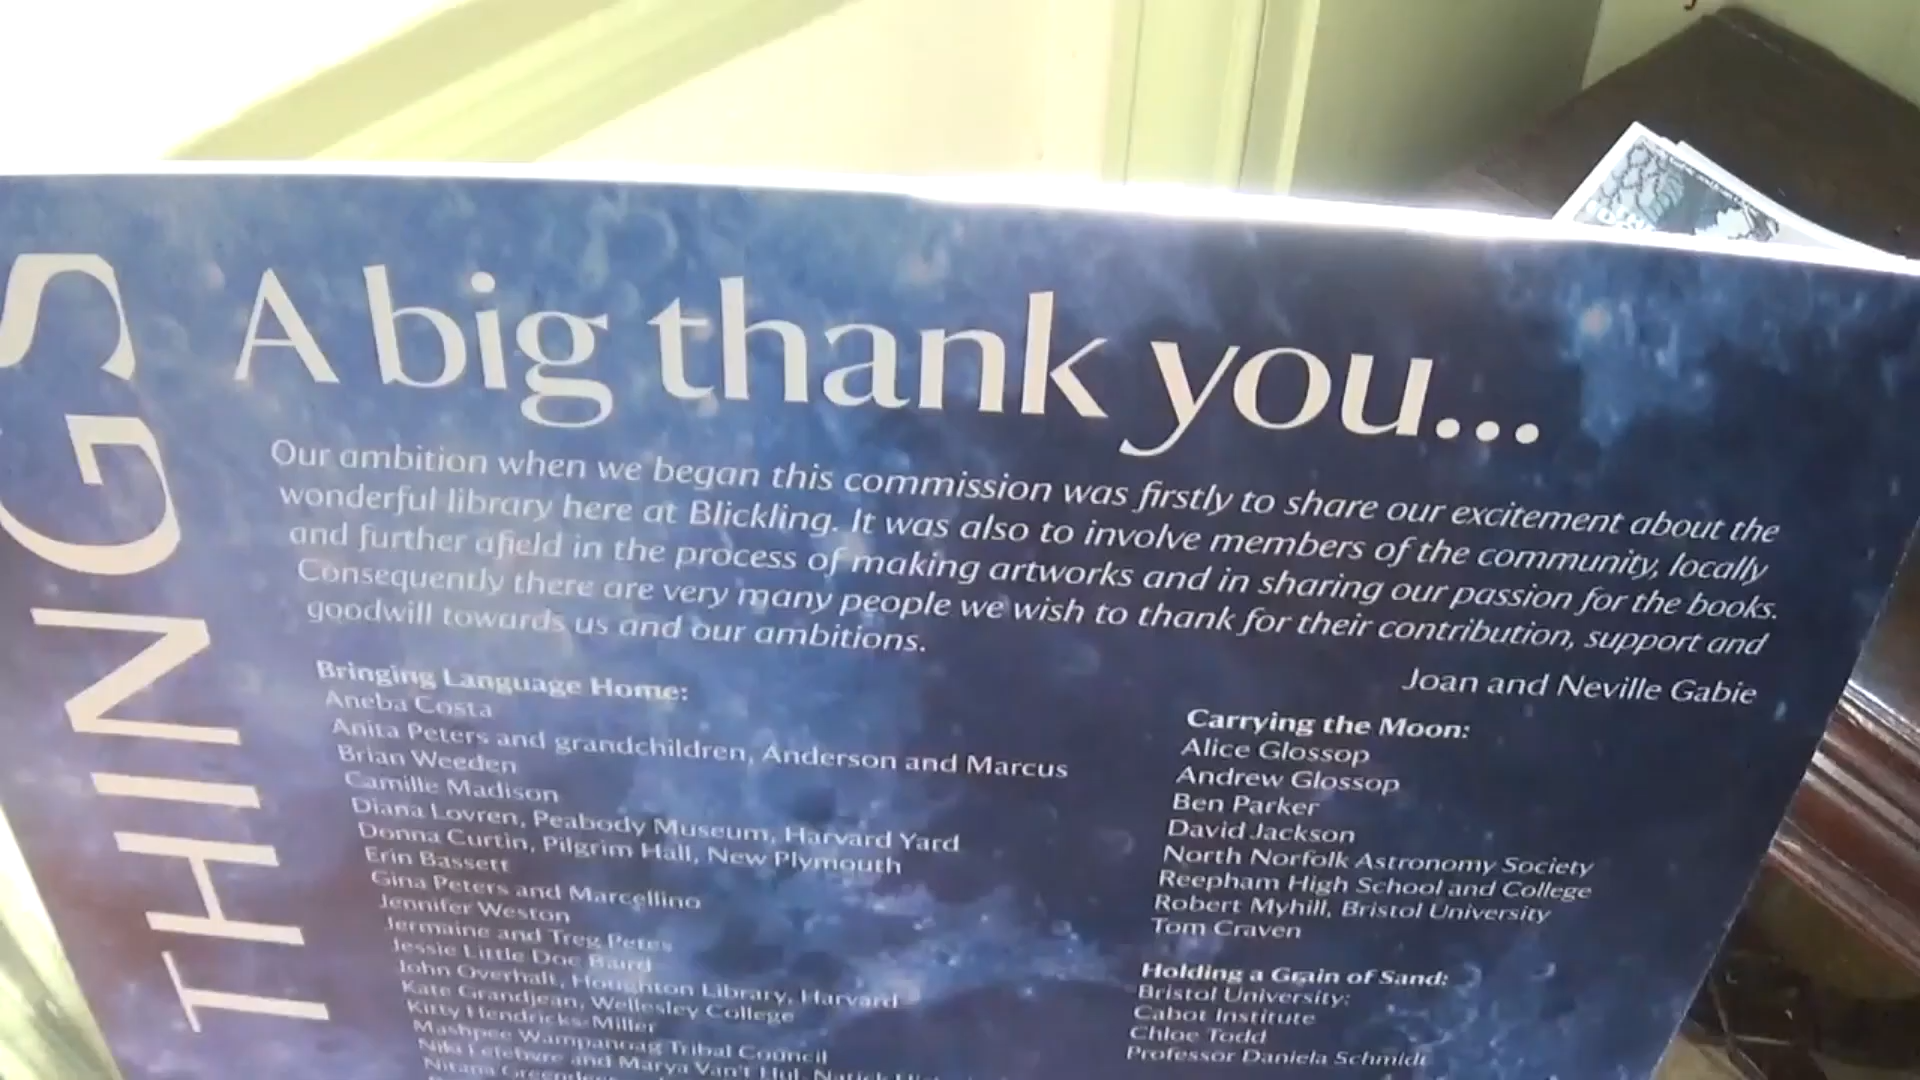 THINGS
A big thank you...
Our ambition when we began this commission was firstly to share our excitement about the
wonderful library here at Blickling. It was also to involve members of the community, locally
and further afield in the process of making artworks and in sharing our passion for the books.
Consequently there are very many people we wish to thank for their contribution, support and
goodwill towards us and our ambitions.
Joan and Neville Gabie
Bringing Language Home:
Aneba Costa
Anita Peters and grandchildren, Anderson and Marcus
Brian Weeden
Camille Madison
Diana Lovren, Peabody Museum, Harvard Yard
Donna Curtin, Pilgrim Hall, New Plymouth
Erin Bassett
Gina Peters and Marcellino
Jennifer Weston
Jermaine and Treg Peters
Jessie Little Doe Baird
John Overhalt, Houghton Library, Harvard
Kate Grandjean, Wellesley College
Kitty Hendricks-Miller
Mashpee Wampanoag Tribal Council
Niki Lefebvre and Marya Van't Hul, Natick
Nitana
Carrying the Moon:
Alice Glossop
Andrew Glossop
Ben Parker
David Jackson
North Norfolk Astronomy Society
Reepham High School and College
Robert Myhill, Bristol University
Tom Craven
Holding a Grain of Sand:
Bristol University:
Cabot Institute
Chloe Todd
Professor Daniela Schmidt